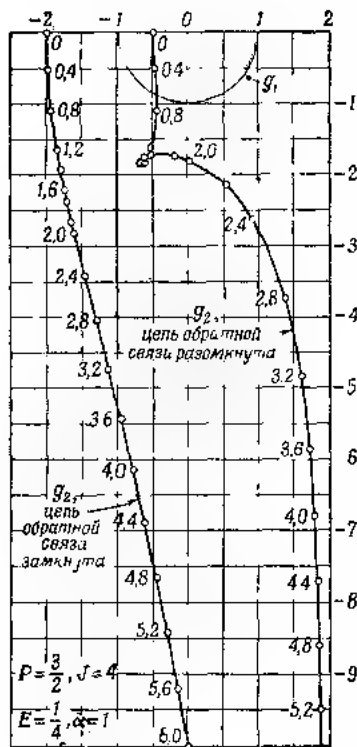 -2 -1 0 1 2
0 0
0,4 0,4
g₁
0,8 0,8
-1
1,2
2,0
1,6
-2
2,0
2,4
2,4
-3
2,8
g₂,
цепь обратной
связи разомкнута
2,8
-4
3,2
3.2
-5
3.6
3,6
4,0
-6
g₂,
цепь
обратной
связи
замкнута
4.4
4,0
-7
4.4
4,8
-8
5,2
4,8
P=3/2, J=4
5,6
-9
5,2
E=1/4, α=1
6,0